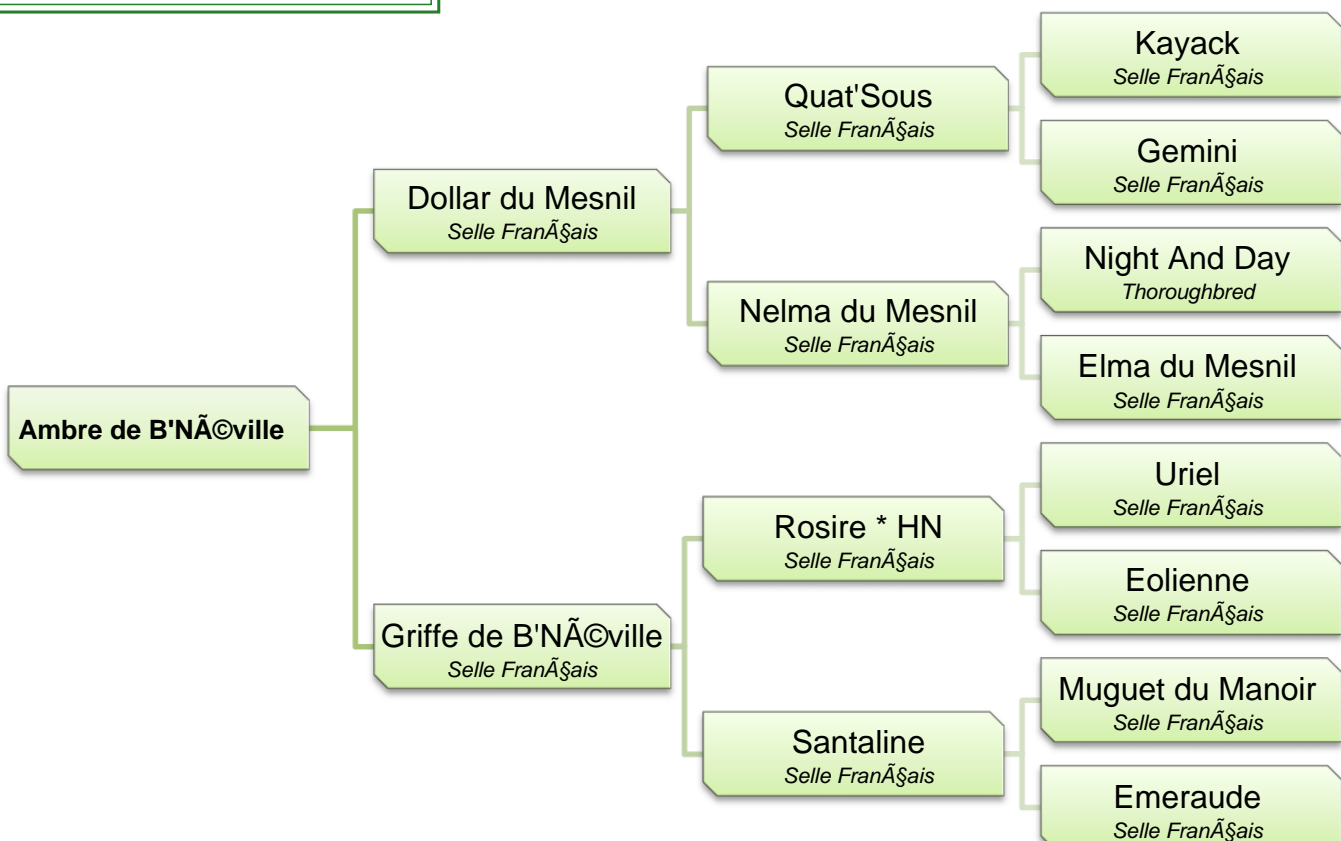 Kayack
Selle FranÃ§ais
Quat'Sous
Selle FranÃ§ais
Gemini
Selle FranÃ§ais
Dollar du Mesnil
Selle FranÃ§ais
Night And Day
Thoroughbred
Nelma du Mesnil
Selle FranÃ§ais
Elma du Mesnil
Selle FranÃ§ais
Ambre de B'NÃ©ville
Uriel
Selle FranÃ§ais
Rosire * HN
Selle FranÃ§ais
Eolienne
Selle FranÃ§ais
Griffe de B'NÃ©ville
Selle FranÃ§ais
Muguet du Manoir
Selle FranÃ§ais
Santaline
Selle FranÃ§ais
Emeraude
Selle FranÃ§ais